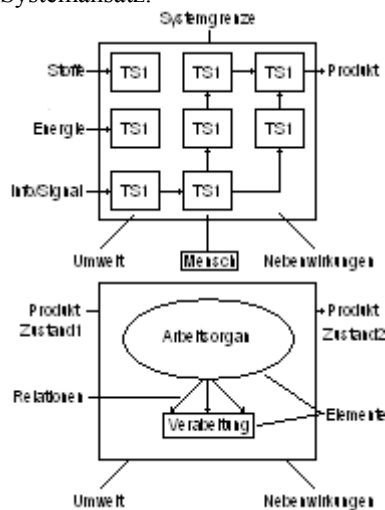 Systemansatz.
Systemgrenze
Stoffe TS1 TS1 TS1 Produkt
Energie TS1 TS1 TS1
Info/Signal TS1 TS1
Umwelt Mensch Nebenwirkungen
Produkt Zustand1
Arbeitsorgan
Produkt Zustand2
Relationen
Verabeitung
Elemente
Umwelt Nebenwirkungen